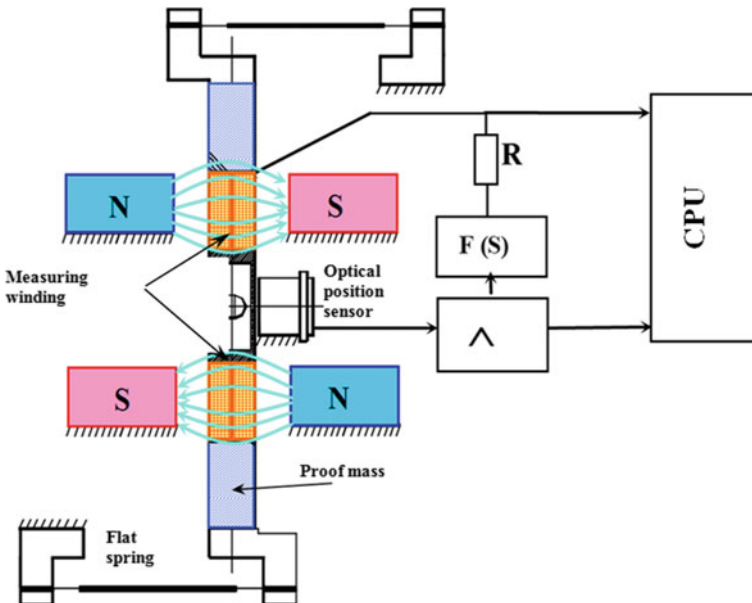 R
N
S
F (S)
CPU
Measuring
winding
Optical
position
sensor
^
S
N
Proof mass
Flat
spring